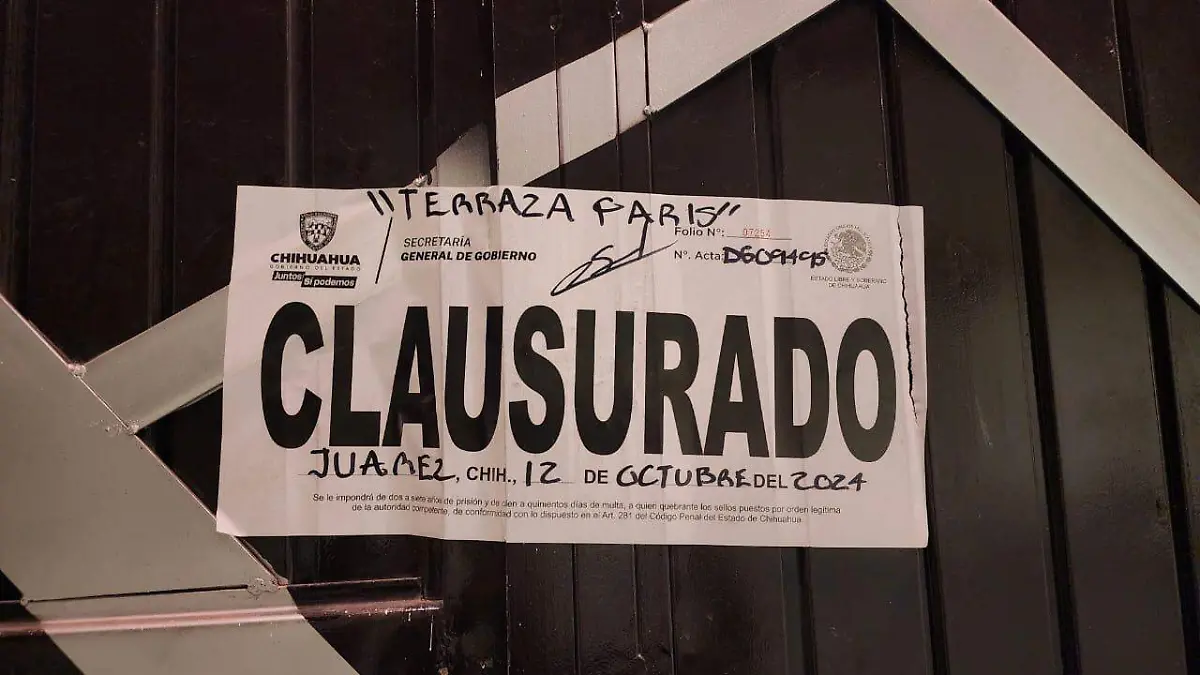 "TERRAZA PARIS"
CHIHUAHUA
GOBIERNO DEL ESTADO
Juntos Sí podemos
SECRETARÍA
GENERAL DE GOBIERNO
Folio N°: 07254
N°. Acta:
ESTADO LIBRE Y SOBERANO
DE CHIHUAHUA
CLAUSURADO
JUAREZ, CHIH., 12 DE OCTUBRE DEL 2024
Se le impondrá de dos a siete años de prisión y de cien a quinientos días de multa, a quien quebrante los sellos puestos por orden legítima
de la autoridad competente, de conformidad con lo dispuesto en el Art. 281 del Código Penal del Estado de Chihuahua